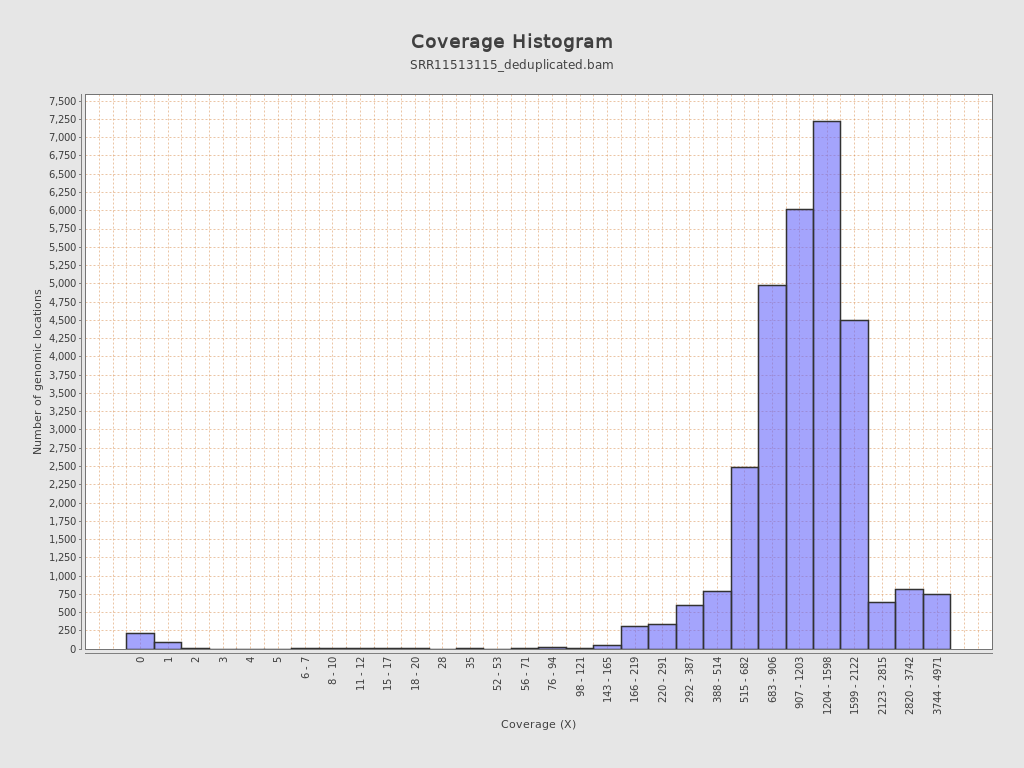 Coverage Histogram
SRR11513115_deduplicated.bam
Number of genomic locations
7,500
7,250
7,000
6,750
6,500
6,250
6,000
5,750
5,500
5,250
5,000
4,750
4,500
4,250
4,000
3,750
3,500
3,250
3,000
2,750
2,500
2,250
2,000
1,750
1,500
1,250
1,000
750
500
250
0
0
1
2
3
4
5
6 - 7
8 - 10
11 - 12
15 - 17
18 - 20
28
35
52 - 53
56 - 71
76 - 94
98 - 121
143 - 165
166 - 219
220 - 291
292 - 387
388 - 514
515 - 682
683 - 906
907 - 1203
1204 - 1598
1599 - 2122
2123 - 2815
2820 - 3742
3744 - 4971
Coverage (X)